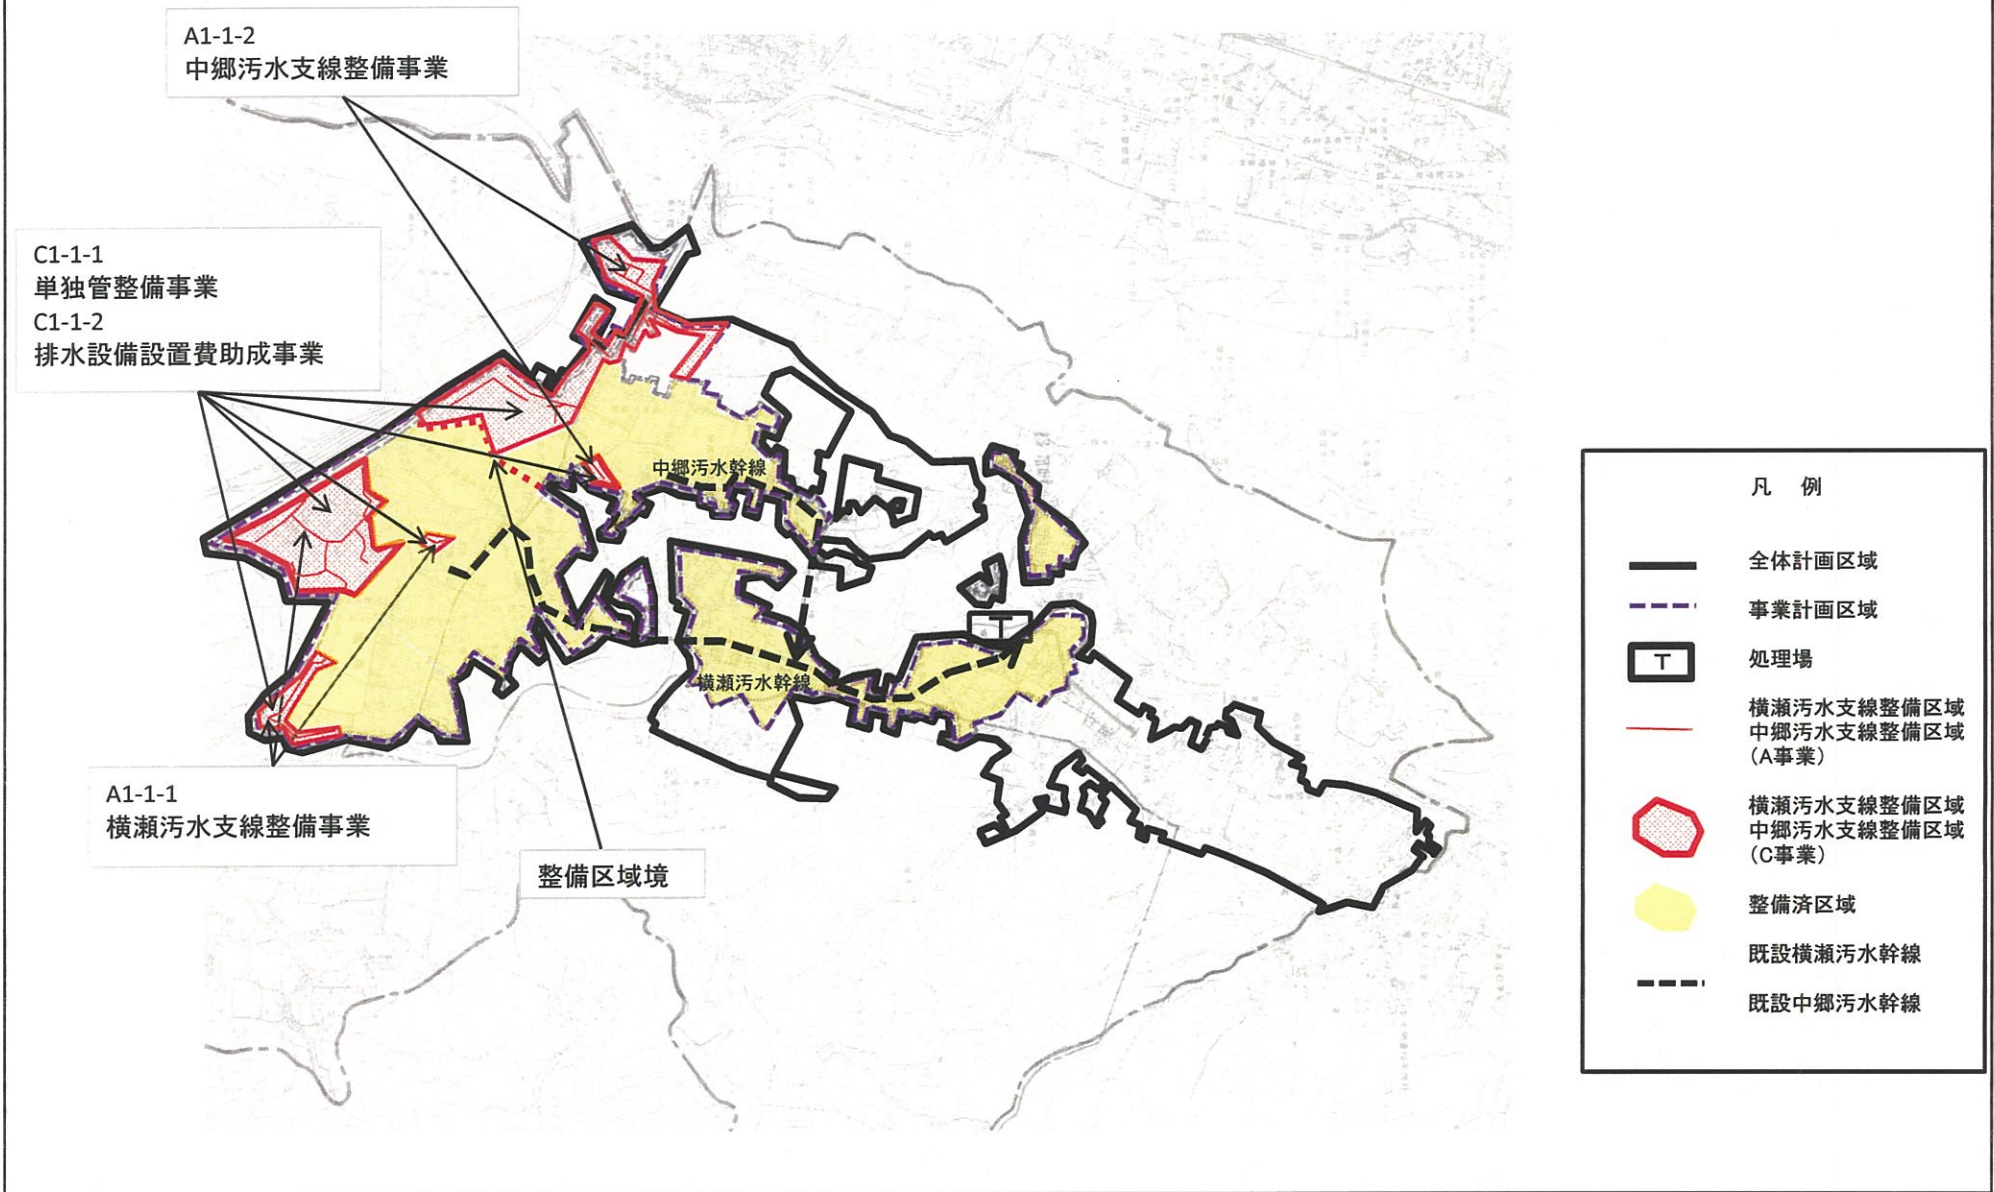 A1-1-2
中郷汚水支線整備事業
C1-1-1
単独管整備事業
C1-1-2
排水設備設置費助成事業
中郷汚水幹線
T
横瀬汚水幹線
A1-1-1
横瀬汚水支線整備事業
整備区域境
凡 例
全体計画区域
事業計画区域
T
処理場
横瀬汚水支線整備区域
中郷汚水支線整備区域
(A事業)
横瀬汚水支線整備区域
中郷汚水支線整備区域
(C事業)
整備済区域
既設横瀬汚水幹線
既設中郷汚水幹線